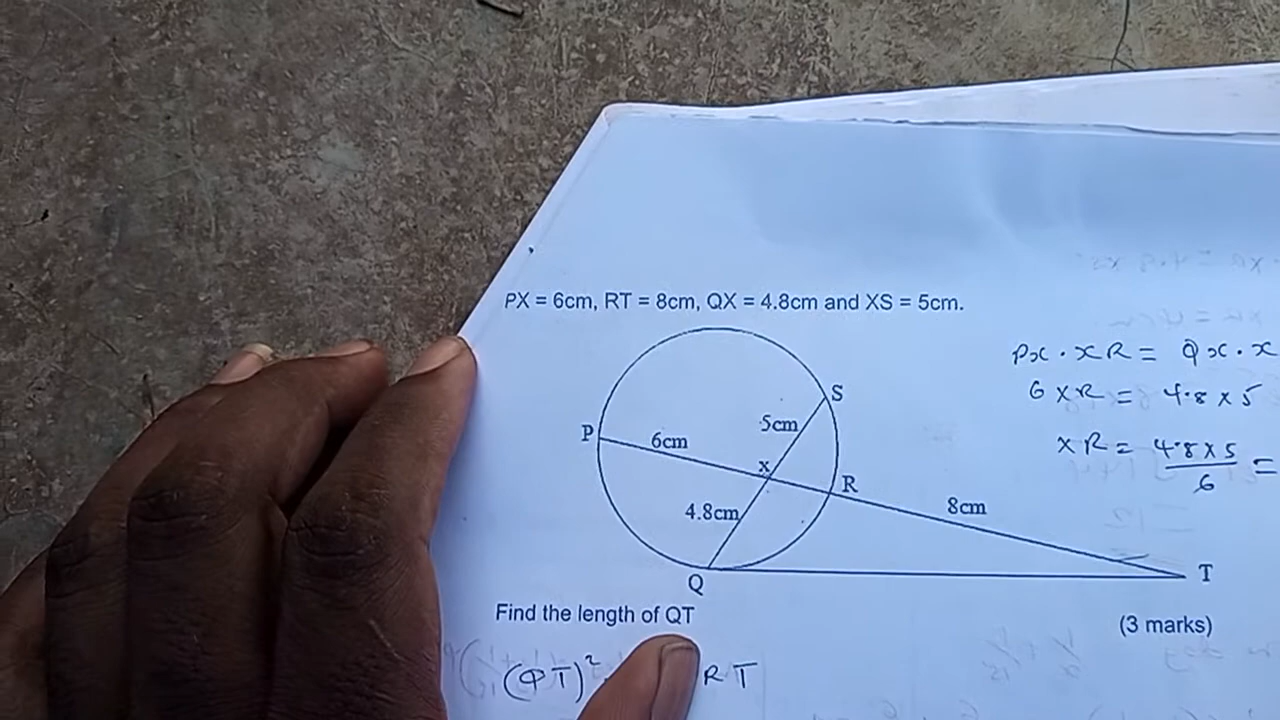 PX = 6cm, RT = 8cm, QX = 4.8cm and XS = 5cm.
S
5cm
P
6cm
x
R
4.8cm
8cm
Q
T
Find the length of QT
(3 marks)
(QT)²
RT
Px · xR = Qx · x
6 XR = 4.8 x 5
XR = 4.8 x 5 =
6